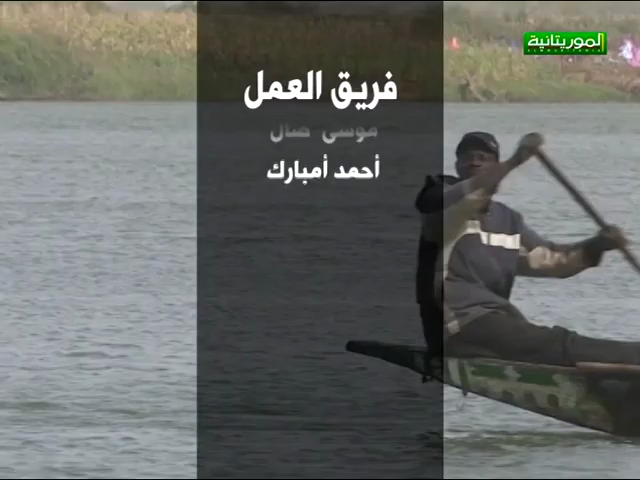 الموريتانية
فريق العمل
موسى صال
أحمد أمبارك